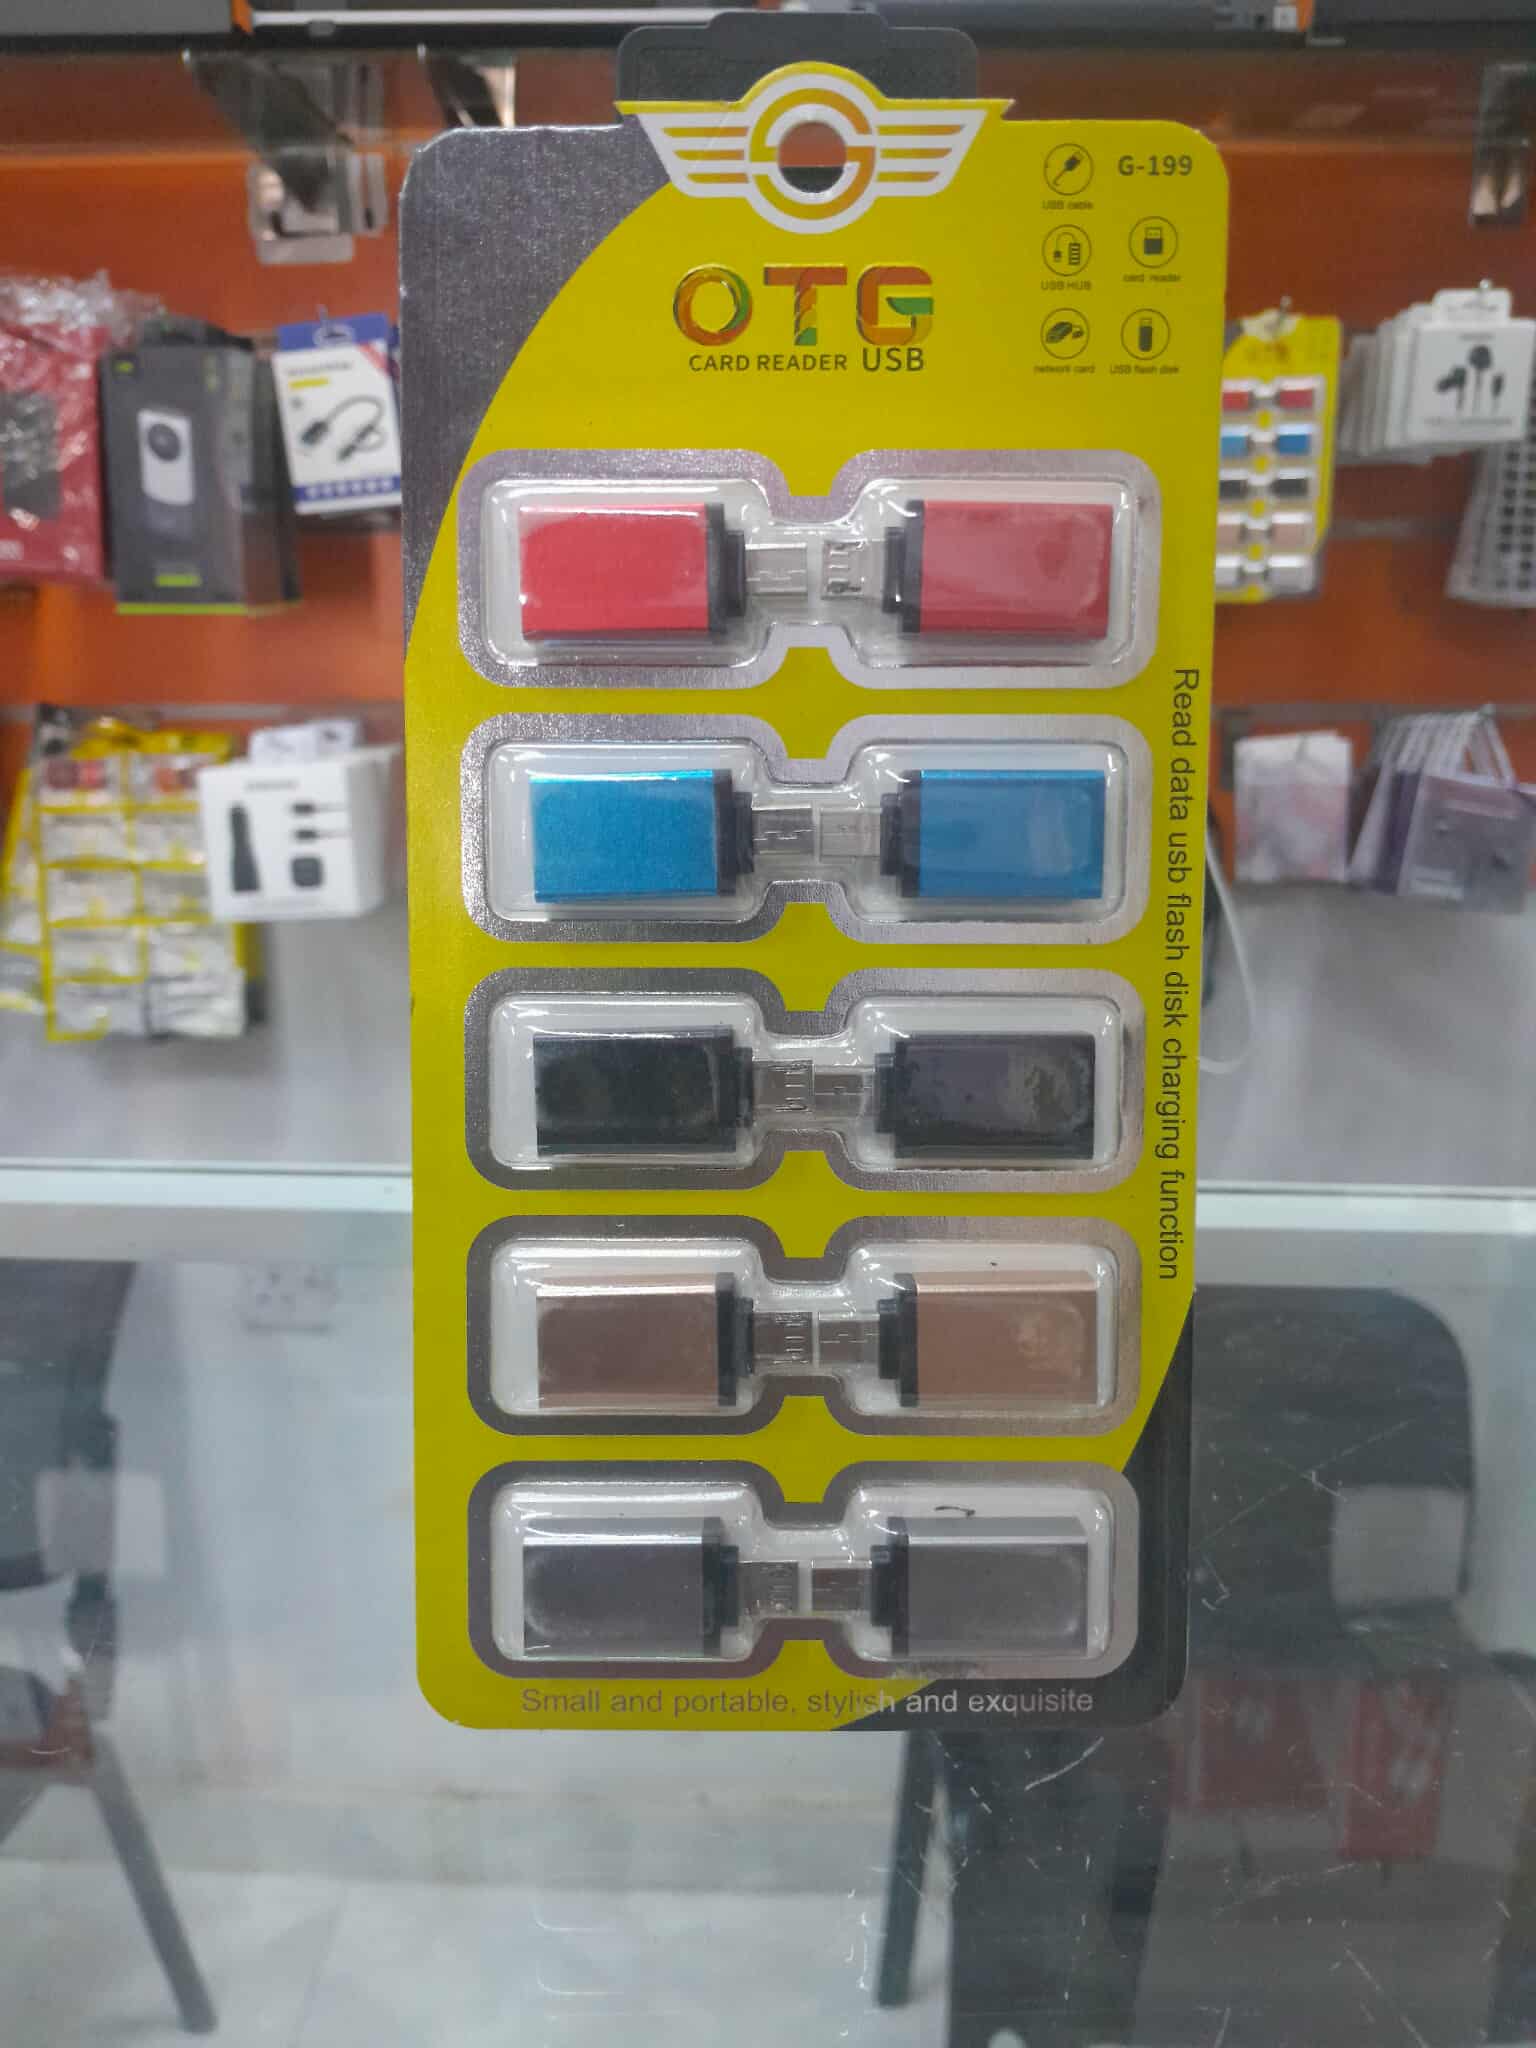 G-199
USB cable
USB HUB
card reader
network card
USB flash disk
OTG
CARD READER USB
Read data usb flash disk charging function
Small and portable, stylish and exquisite